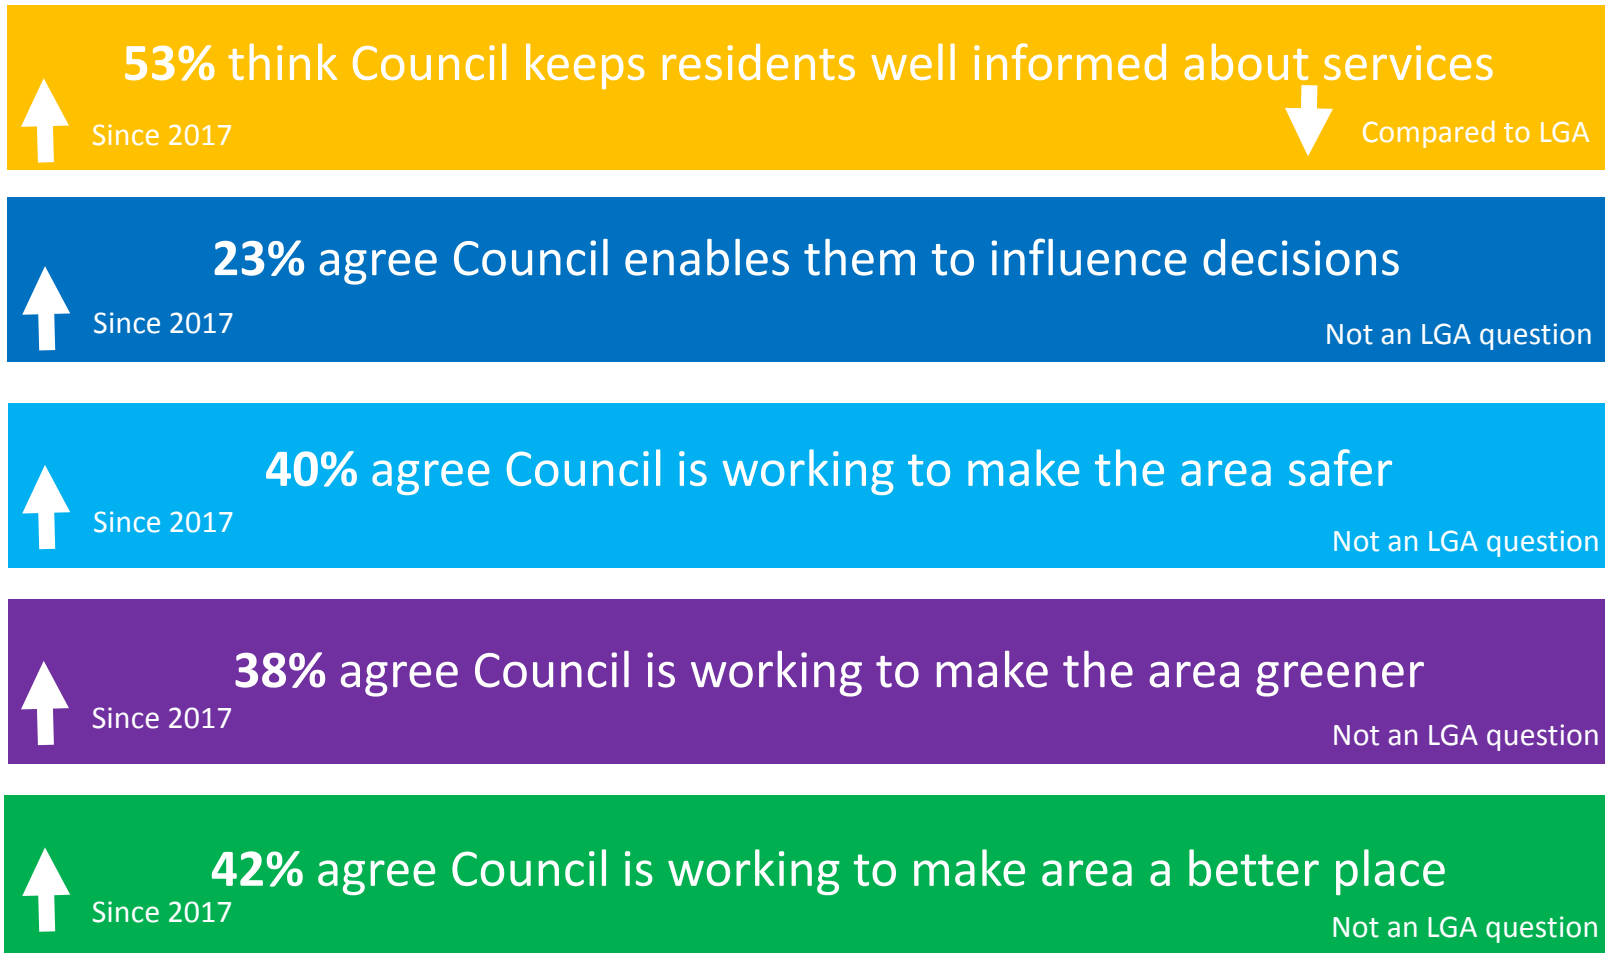 53% think Council keeps residents well informed about services
Since 2017
Compared to LGA
23% agree Council enables them to influence decisions
Since 2017
Not an LGA question
40% agree Council is working to make the area safer
Since 2017
Not an LGA question
38% agree Council is working to make the area greener
Since 2017
Not an LGA question
42% agree Council is working to make area a better place
Since 2017
Not an LGA question